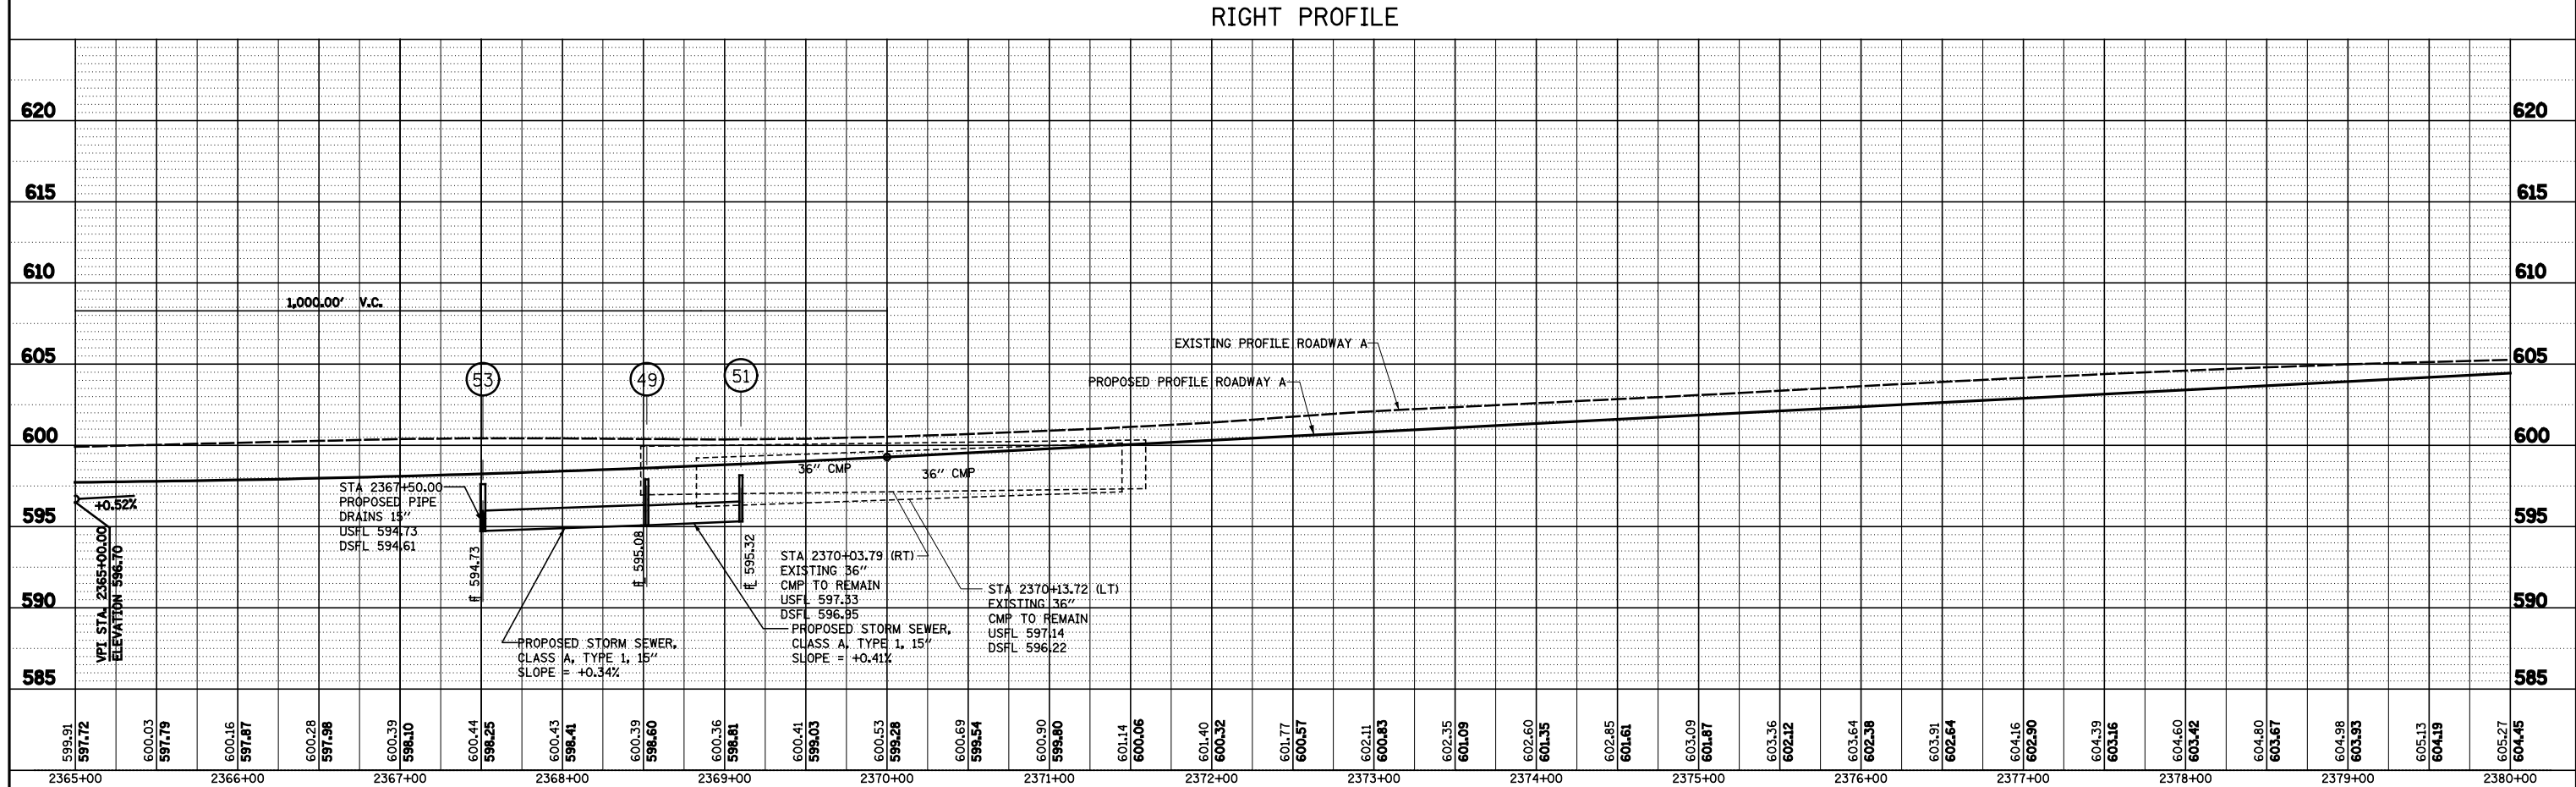 RIGHT PROFILE
620 620
615 615
610 610
1,000.00' V.C.
605 605
EXISTING PROFILE ROADWAY A
53 49 51
PROPOSED PROFILE ROADWAY A
600 600
36" CMP
36" CMP
+0.52%
STA 2367+50.00
PROPOSED PIPE
DRAINS 15"
USFL 594.73
DSFL 594.61
595 595
VPI STA. 2365+00.00
ELEVATION 596.70
FL 594.73
FL 595.08
FL 595.32
STA 2370+03.79 (RT)
EXISTING 36"
CMP TO REMAIN
USFL 597.33
DSFL 596.95
STA 2370+13.72 (LT)
EXISTING 36"
CMP TO REMAIN
USFL 597.14
DSFL 596.22
590 590
PROPOSED STORM SEWER,
CLASS A, TYPE 1, 15"
SLOPE = +0.34%
PROPOSED STORM SEWER,
CLASS A, TYPE 1, 15"
SLOPE = +0.41%
585 585
599.91
597.72
600.03
597.79
600.16
597.87
600.28
597.98
600.39
598.10
600.44
598.25
600.43
598.41
600.39
598.60
600.36
598.81
600.41
599.03
600.53
599.28
600.69
599.54
600.90
599.80
601.14
600.06
601.40
600.32
601.77
600.57
602.11
600.83
602.35
601.09
602.60
601.35
602.85
601.61
603.09
601.87
603.36
602.12
603.64
602.38
603.91
602.64
604.16
602.90
604.39
603.16
604.60
603.42
604.80
603.67
604.98
603.93
605.13
604.19
605.27
604.45
2365+00 2366+00 2367+00 2368+00 2369+00 2370+00 2371+00 2372+00 2373+00 2374+00 2375+00 2376+00 2377+00 2378+00 2379+00 2380+00